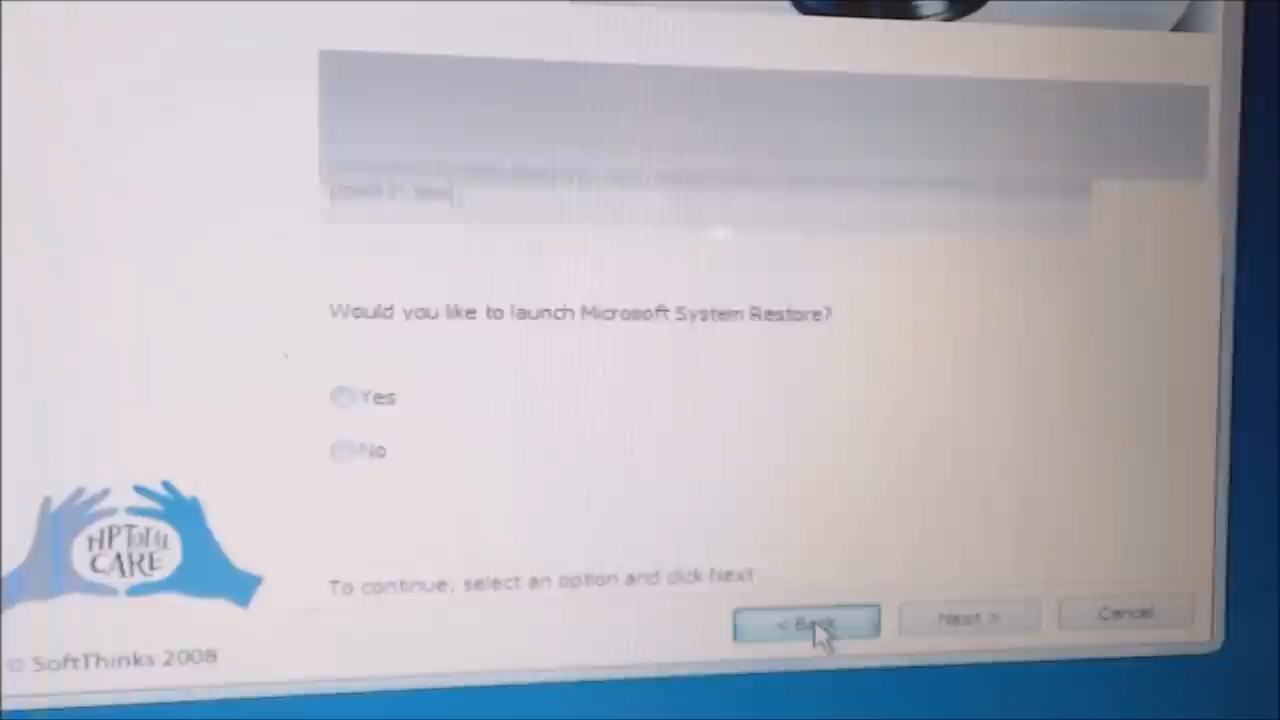 Would you like to launch Microsoft System Restore?
Yes
No
HP TOTAL
CARE
To continue, select an option and click Next
< Back
Next >
Cancel
© SoftThinks 2008